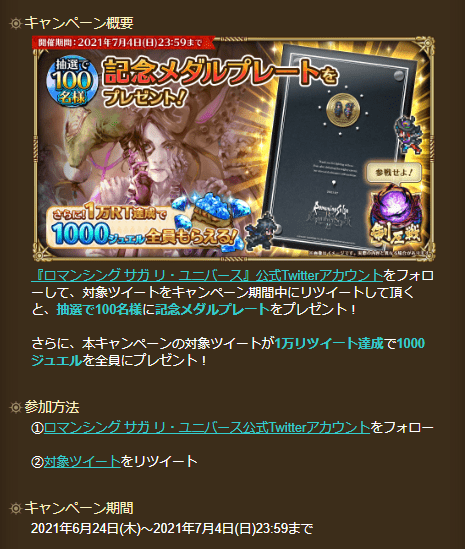 キャンペーン概要
開催期間：2021年7月4日(日)23:59まで
抽選で
100
名様
記念メダルプレートを
プレゼント！
参戦せよ！
さらに！1万RT達成で
1000ジュエル全員もらえる！
『ロマンシング サガ リ・ユニバース』公式Twitterアカウントをフォロ
ーして、対象ツイートをキャンペーン期間中にリツイートして頂く
と、抽選で100名様に記念メダルプレートをプレゼント！
さらに、本キャンペーンの対象ツイートが1万リツイート達成で1000
ジュエルを全員にプレゼント！
参加方法
①ロマンシング サガ リ・ユニバース公式Twitterアカウントをフォロー
②対象ツイートをリツイート
キャンペーン期間
2021年6月24日(木)～2021年7月4日(日)23:59まで